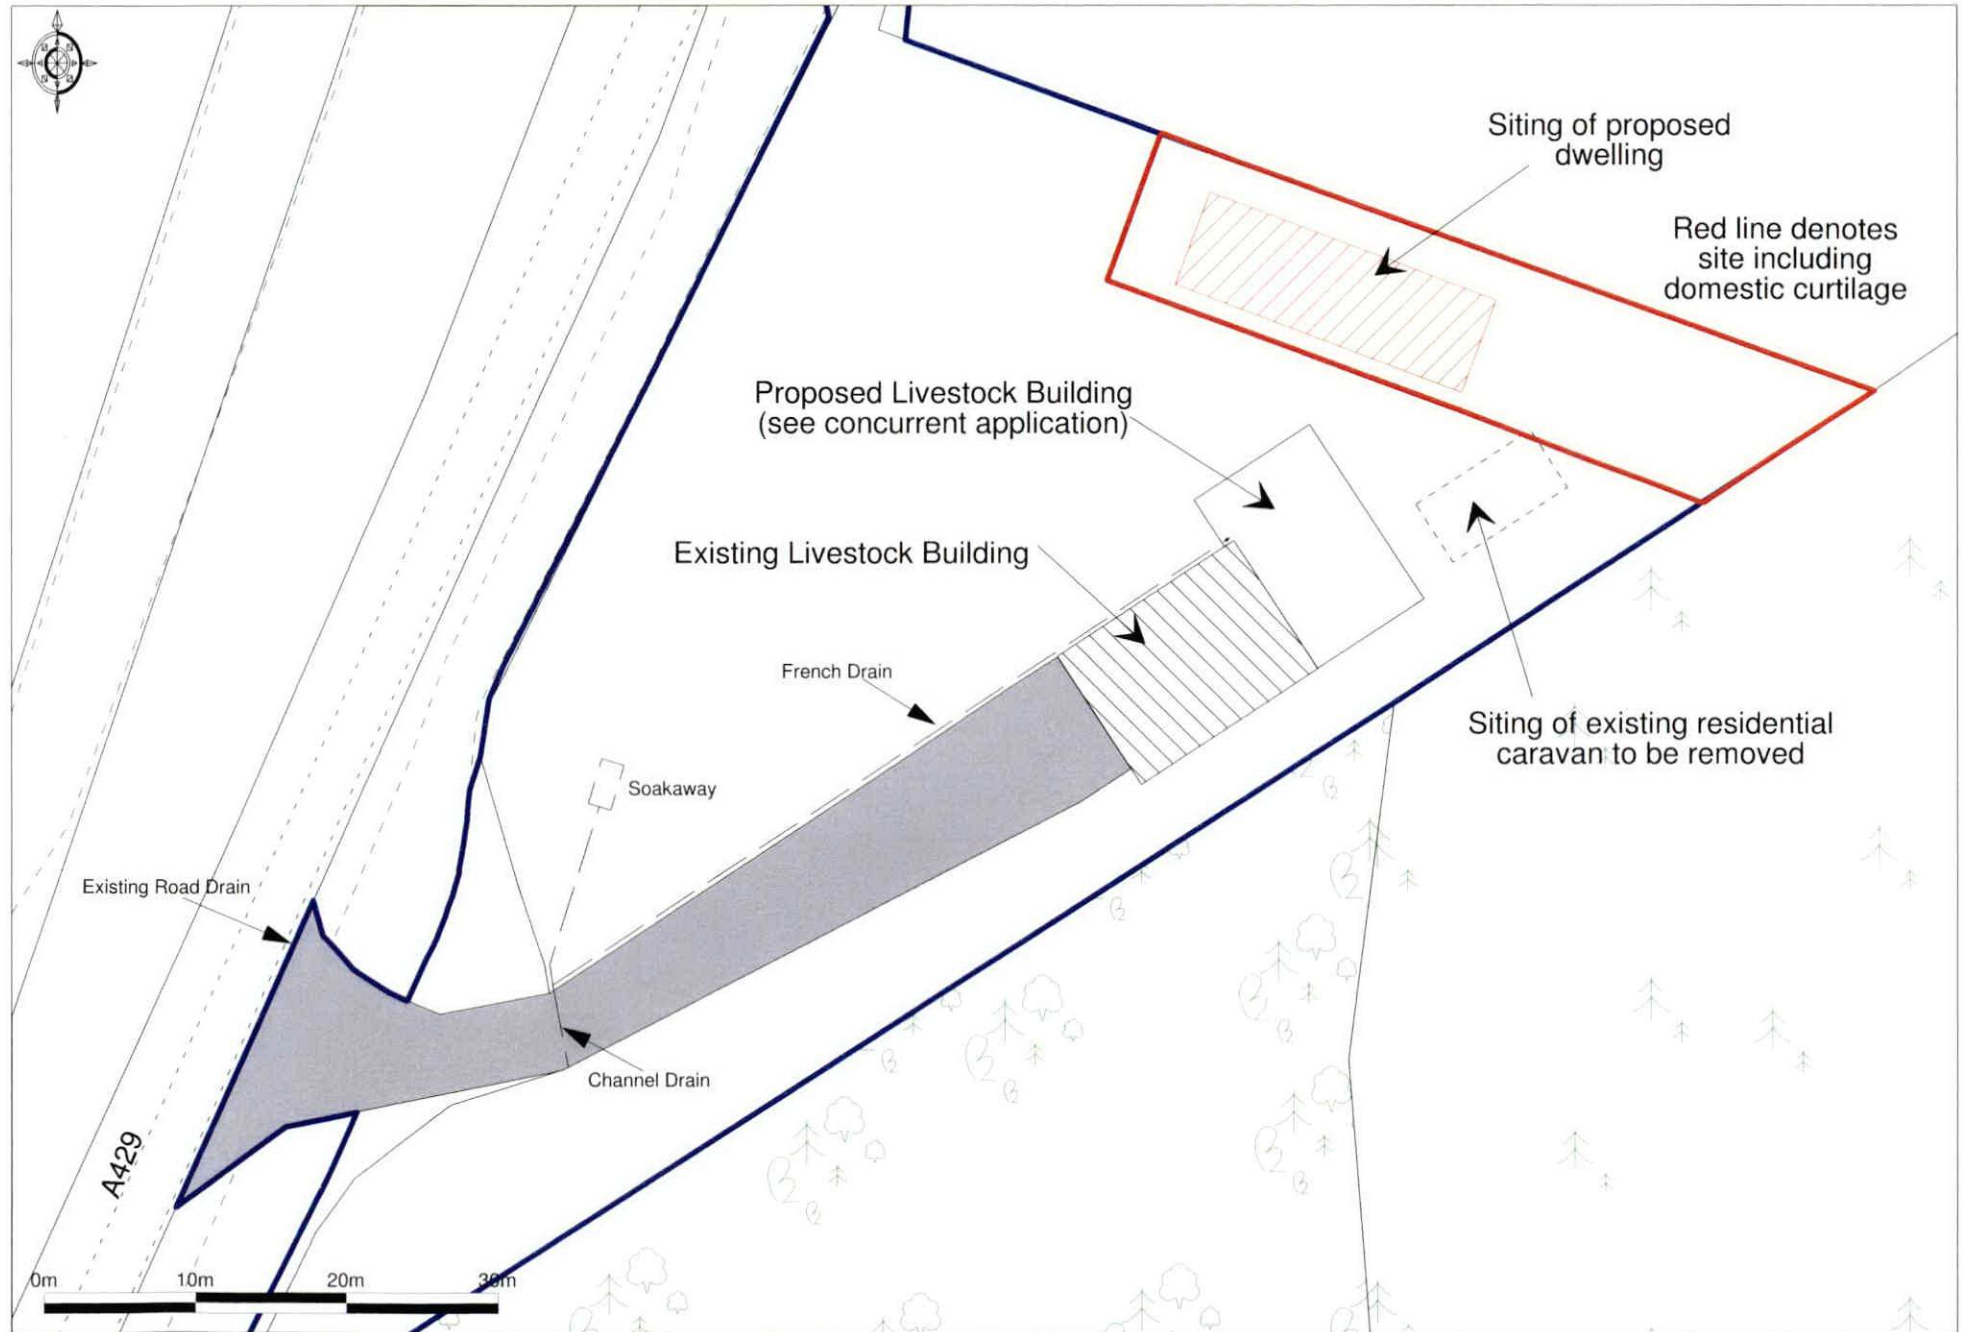 Siting of proposed
dwelling
Red line denotes
site including
domestic curtilage
Proposed Livestock Building
(see concurrent application)
Existing Livestock Building
French Drain
Siting of existing residential
caravan to be removed
Soakaway
Existing Road Drain
Channel Drain
A429
0m 10m 20m 30m